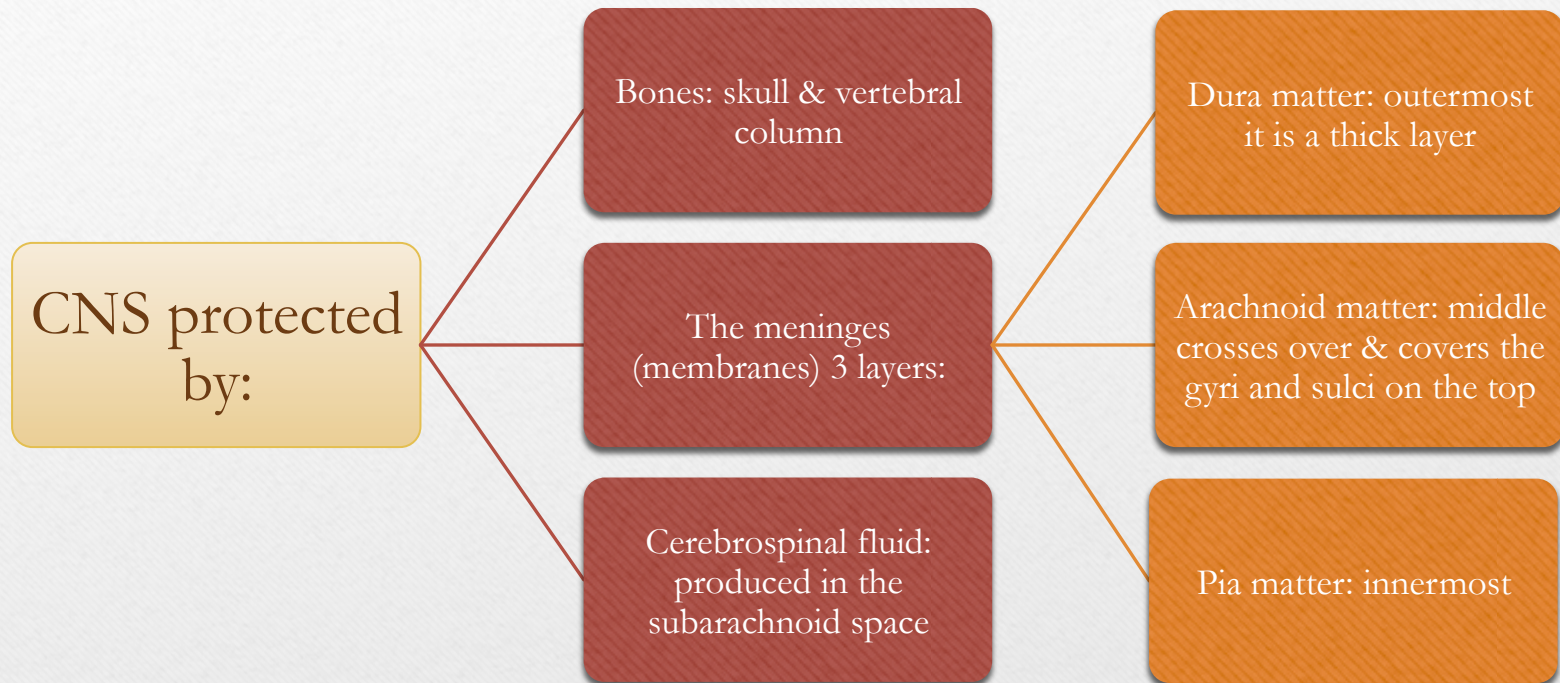 CNS protected
by:
Bones: skull & vertebral
column
The meninges
(membranes) 3 layers:
Cerebrospinal fluid:
produced in the
subarachnoid space
Dura matter: outermost
it is a thick layer
Arachnoid matter: middle
crosses over & covers the
gyri and sulci on the top
Pia matter: innermost